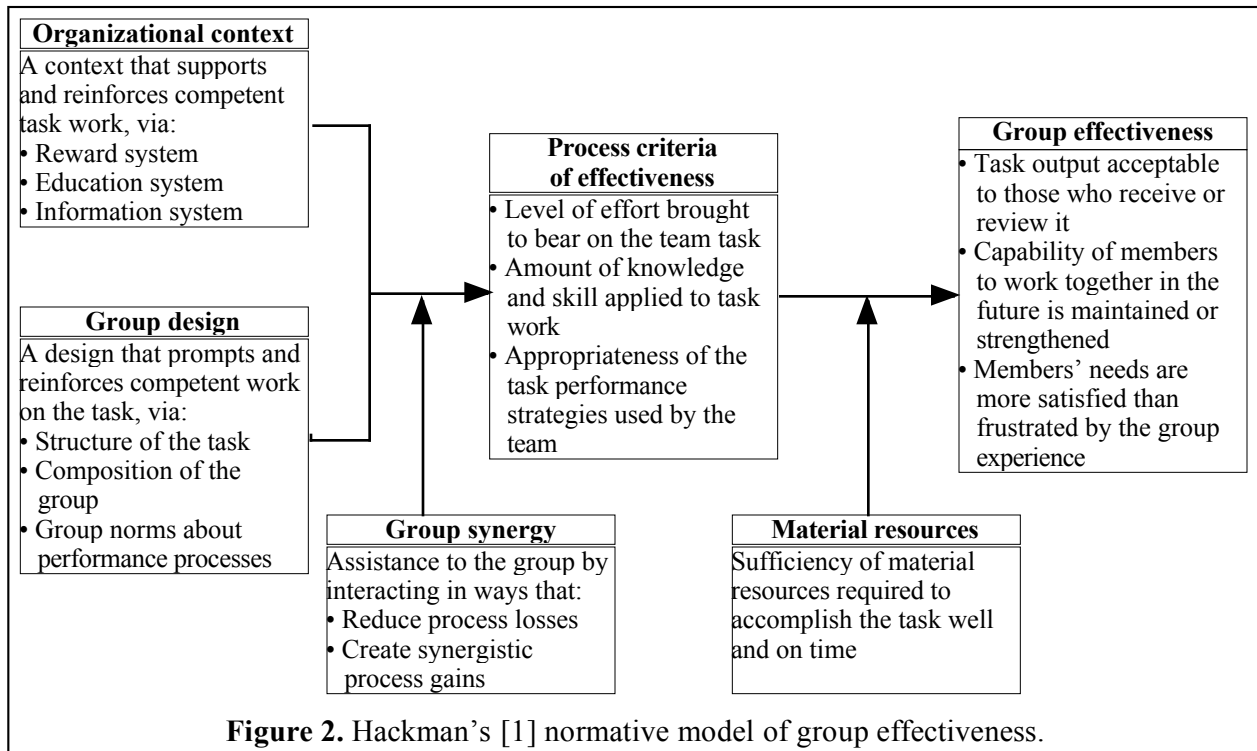 Organizational context
A context that supports
and reinforces competent
task work, via:
• Reward system
• Education system
• Information system
Group design
A design that prompts and
reinforces competent work
on the task, via:
• Structure of the task
• Composition of the
group
• Group norms about
performance processes
Process criteria
of effectiveness
• Level of effort brought
to bear on the team task
• Amount of knowledge
and skill applied to task
work
• Appropriateness of the
task performance
strategies used by the
team
Group effectiveness
• Task output acceptable
to those who receive or
review it
• Capability of members
to work together in the
future is maintained or
strengthened
• Members’ needs are
more satisfied than
frustrated by the group
experience
Group synergy
Assistance to the group by
interacting in ways that:
• Reduce process losses
• Create synergistic
process gains
Material resources
Sufficiency of material
resources required to
accomplish the task well
and on time
Figure 2. Hackman’s [1] normative model of group effectiveness.